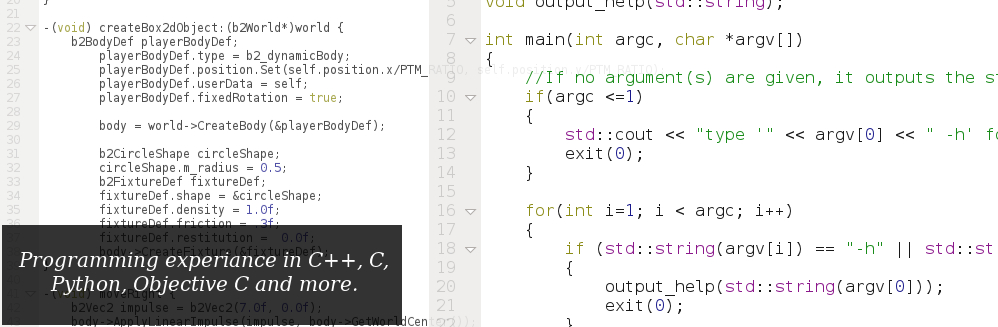 20 }
21
22 -(void) createBox2dObject:(b2World*)world {
23 b2BodyDef playerBodyDef;
24 playerBodyDef.type = b2_dynamicBody;
25 playerBodyDef.position.Set(self.position.x/PTM_RATIO, self.position.y/PTM_RATIO);
26 playerBodyDef.userData = self;
27 playerBodyDef.fixedRotation = true;
28
29 body = world->CreateBody(&playerBodyDef);
30
31 b2CircleShape circleShape;
32 circleShape.m_radius = 0.5;
33 b2FixtureDef fixtureDef;
34 fixtureDef.shape = &circleShape;
35 fixtureDef.density = 1.0f;
36 fixtureDef.friction = .3f;
fixtureDef.restitution = 0.0f;
body->CreateFixture(&fixtureDef);
Programming experiance in C++, C,
Python, Objective C and more.
-(void) moveRight {
b2Vec2 impulse = b2Vec2(7.0f, 0.0f);
body->ApplyLinearImpulse(impulse, body->GetWorldCenter());
5 void output_help(std::string);
6
7 int main(int argc, char *argv[])
8 {
9 //If no argument(s) are given, it outputs the st
10 if(argc <=1)
11 {
12 std::cout << "type '" << argv[0] << " -h' fo
13 exit(0);
14 }
15
16 for(int i=1; i < argc; i++)
17 {
18 if (std::string(argv[i]) == "-h" || std::st
19 {
20 output_help(std::string(argv[0]));
21 exit(0);
22 }